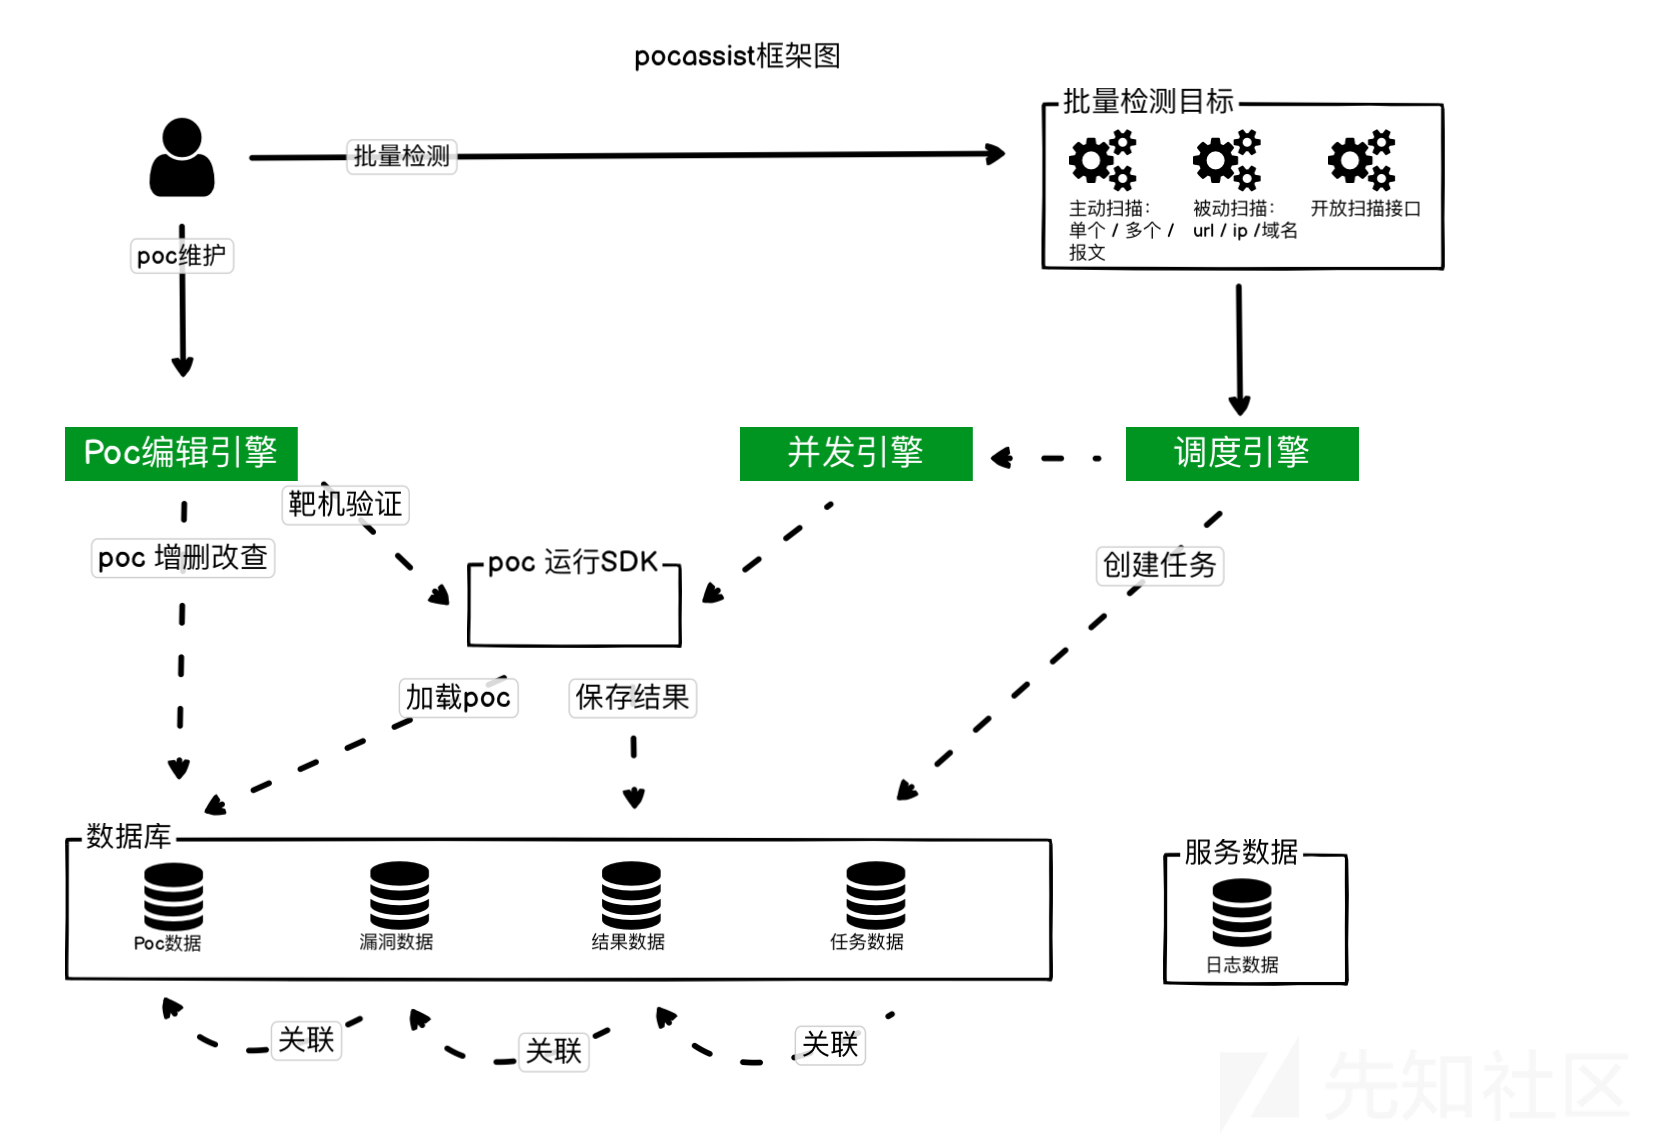 pocassist框架图
批量检测目标
批量检测
主动扫描：
单个 / 多个 /
报文
被动扫描：
url / ip /域名
开放扫描接口
poc维护
Poc编辑引擎
并发引擎
调度引擎
靶机验证
poc 增删改查
poc 运行SDK
创建任务
加载poc
保存结果
数据库
Poc数据
漏洞数据
结果数据
任务数据
服务数据
日志数据
关联
关联
关联
先知社区